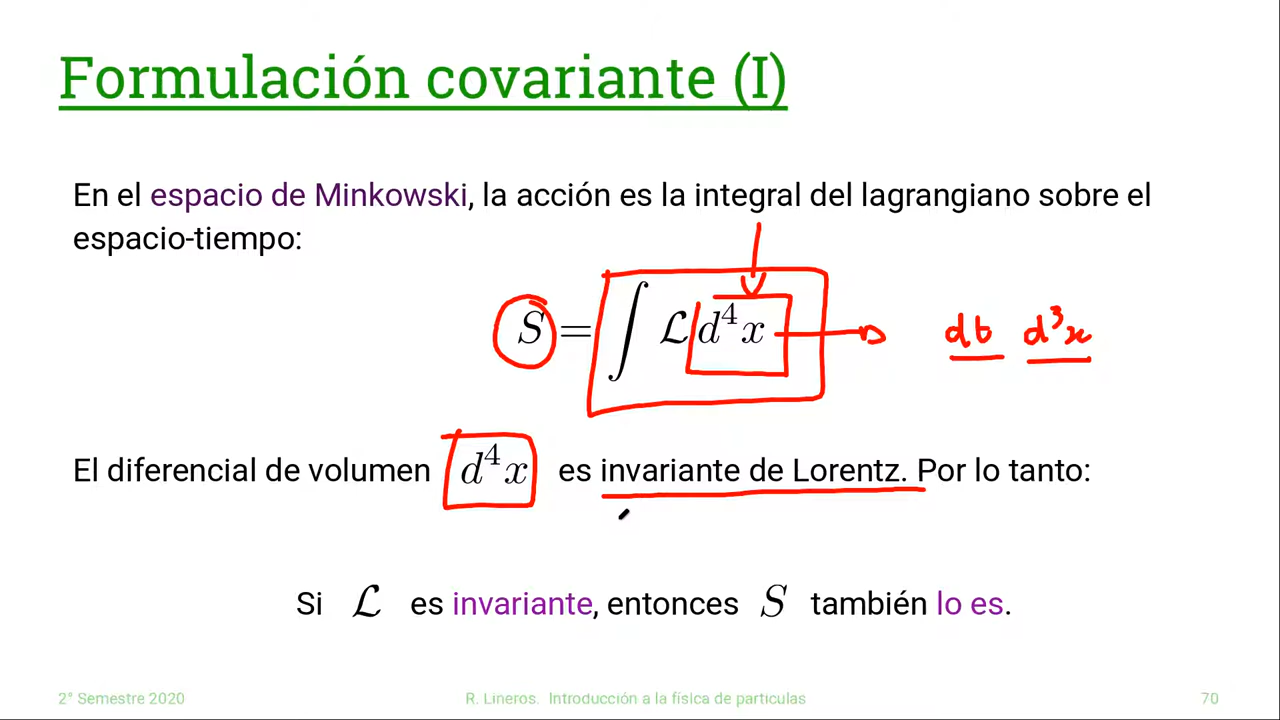 Formulación covariante (I)
En el espacio de Minkowski, la acción es la integral del lagrangiano sobre el
espacio-tiempo:
S = ∫ ℒ d⁴x dt d³x
El diferencial de volumen d⁴x es invariante de Lorentz. Por lo tanto:
Si ℒ es invariante, entonces S también lo es.
2° Semestre 2020 R. Lineros. Introducción a la física de particulas 70